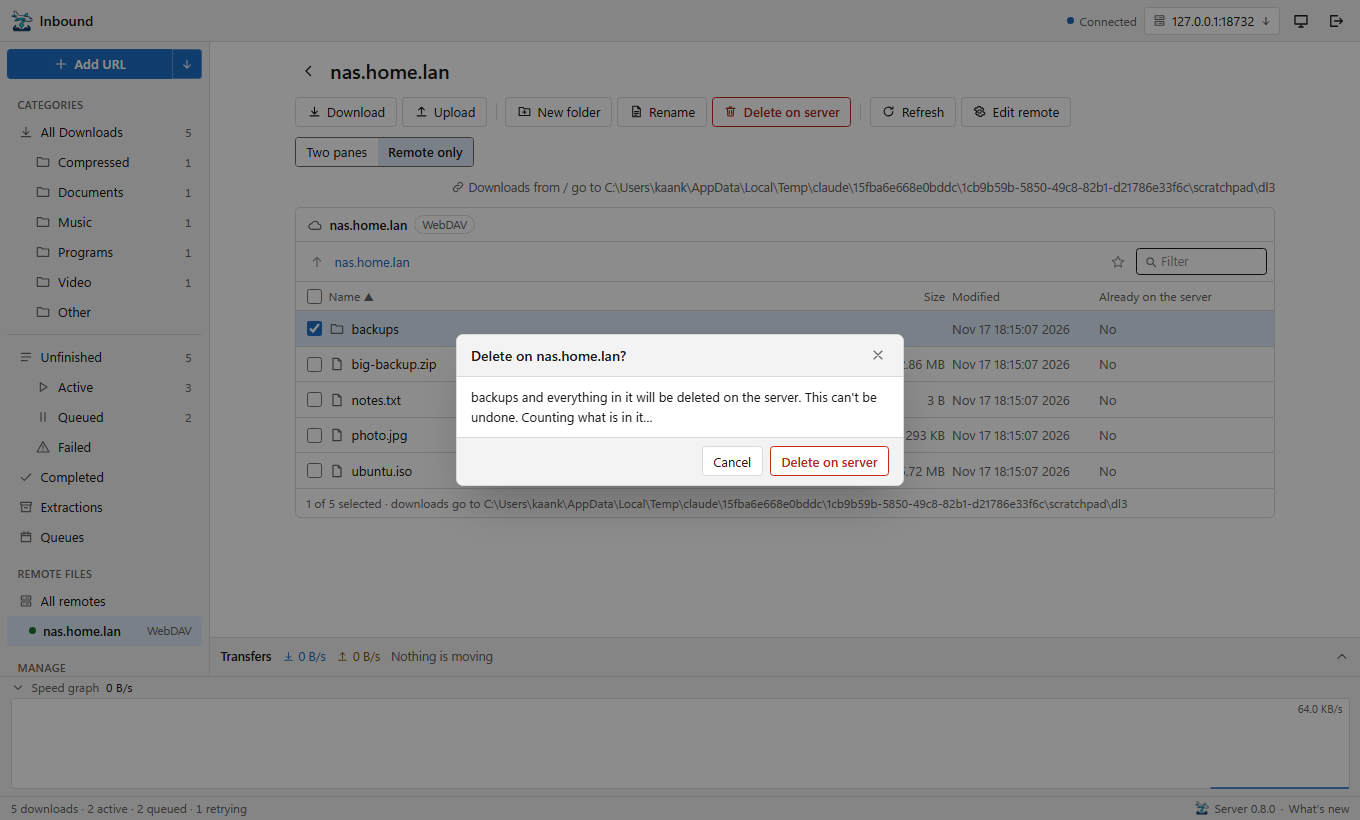 Inbound
Connected
127.0.0.1:18732
Add URL
CATEGORIES
All Downloads 5
Compressed 1
Documents 1
Music 1
Programs 1
Video 1
Other
Unfinished 5
Active 3
Queued 2
Failed
Completed
Extractions
Queues
REMOTE FILES
All remotes
nas.home.lan WebDAV
MANAGE
nas.home.lan
Download Upload New folder Rename Delete on server Refresh Edit remote
Two panes Remote only
Downloads from / go to C:\Users\kaank\AppData\Local\Temp\claude\15fba6e668e0bddc\1cb9b59b-5850-49c8-82b1-d21786e33f6c\scratchpad\dl3
nas.home.lan WebDAV
nas.home.lan Filter
Name ▲ Size Modified Already on the server
backups Nov 17 18:15:07 2026 No
big-backup.zip .86 MB Nov 17 18:15:07 2026 No
notes.txt 3 B Nov 17 18:15:07 2026 No
photo.jpg 293 KB Nov 17 18:15:07 2026 No
ubuntu.iso .72 MB Nov 17 18:15:07 2026 No
1 of 5 selected · downloads go to C:\Users\kaank\AppData\Local\Temp\claude\15fba6e668e0bddc\1cb9b59b-5850-49c8-82b1-d21786e33f6c\scratchpad\dl3
Delete on nas.home.lan?
backups and everything in it will be deleted on the server. This can't be
undone. Counting what is in it...
Cancel Delete on server
Transfers 0 B/s 0 B/s Nothing is moving
Speed graph 0 B/s
64.0 KB/s
5 downloads · 2 active · 2 queued · 1 retrying
Server 0.8.0 · What's new